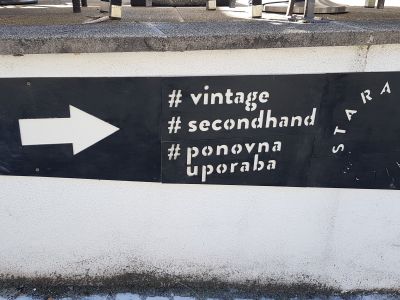 # vintage
# secondhand
# ponovna
uporaba
STARA